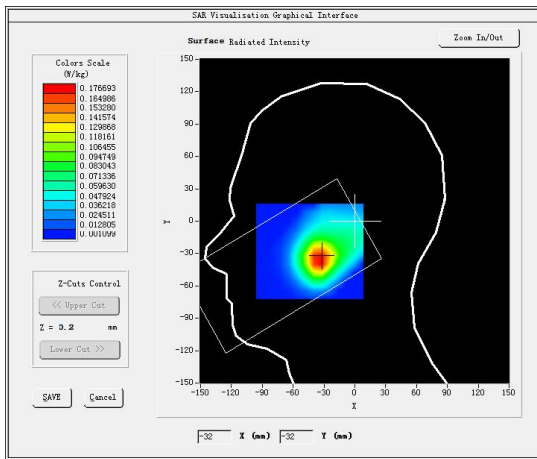 SAR Visualisation Graphical Interface
Surface Radiated Intensity
Zoom In/Out
Colors Scale
(W/kg)
0.176693
0.164986
0.153280
0.141574
0.129868
0.118161
0.106455
0.094749
0.083043
0.071336
0.059630
0.047924
0.036218
0.024511
0.012805
0.001099
150
120
90
60
30
0
-30
-60
-90
-120
-150
Y
-150 -120 -90 -60 -30 0 30 60 90 120 150
X
Z-Cuts Control
<< Upper Cut
Z = 3.2 mm
Lower Cut >>
SAVE Cancel
-32 X (mm) -32 Y (mm)